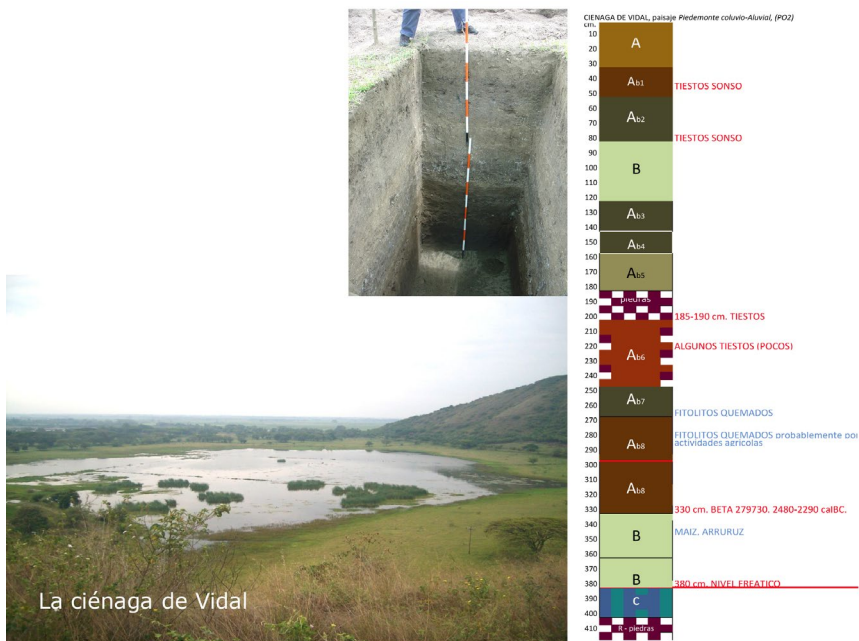 CIENAGA DE VIDAL, paisaje Piedemonte coluvio-Aluvial, (PO2)
cm.
10
20
30
40
50
60
70
80
90
100
110
120
130
140
150
160
170
180
190
200
210
220
230
240
250
260
270
280
290
300
310
320
330
340
350
360
370
380
390
400
410
A
Ab1
TIESTOS SONSO
Ab2
TIESTOS SONSO
B
Ab3
Ab4
Ab5
piedras
185-190 cm. TIESTOS
ALGUNOS TIESTOS (POCOS)
Ab6
Ab7
FITOLITOS QUEMADOS
FITOLITOS QUEMADOS probablemente por
actividades agrícolas
Ab8
Ab8
330 cm. BETA 279730. 2480-2290 calBC.
B
MAIZ. ARRURUZ
B
380 cm. NIVEL FREATICO
C
R - piedras
La ciénaga de Vidal